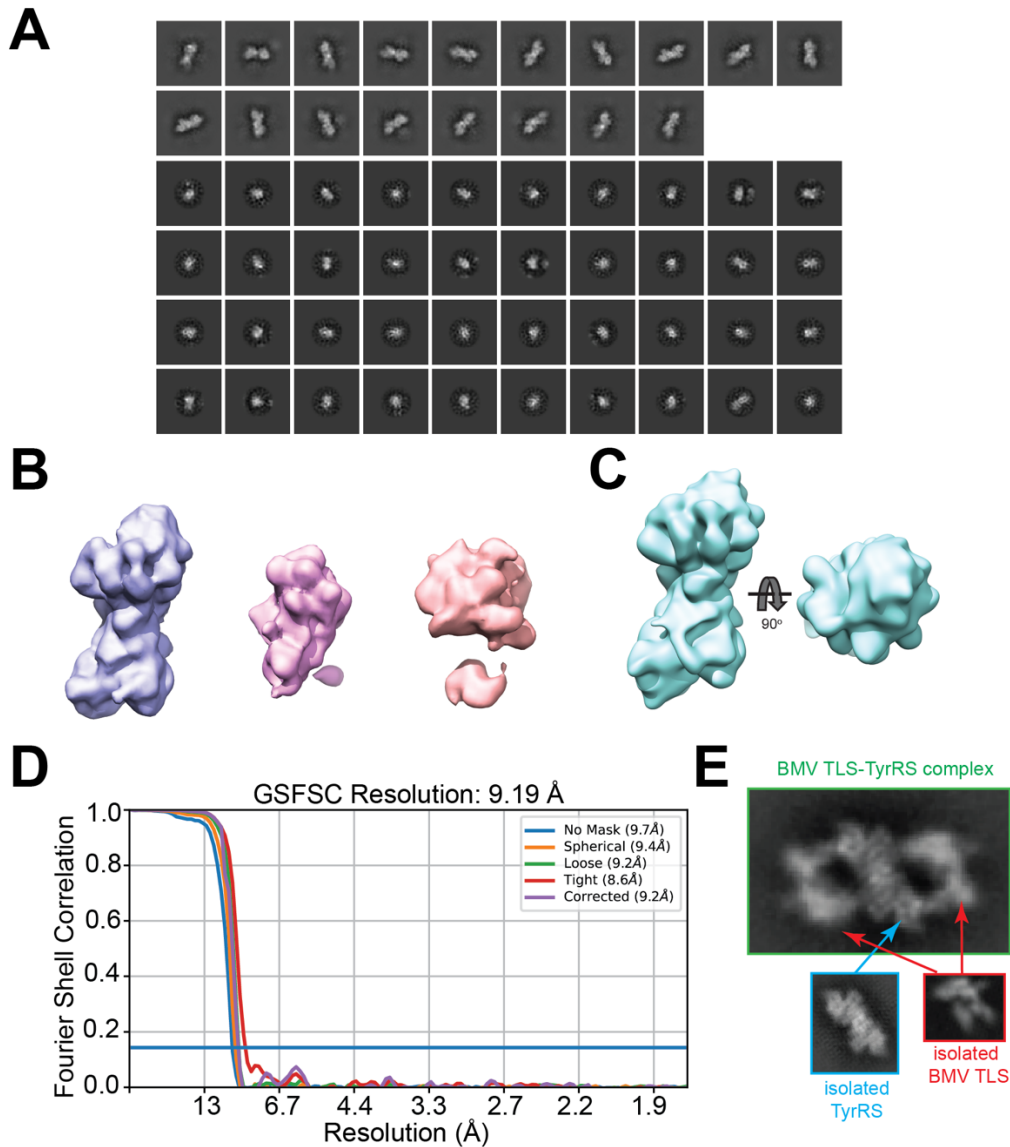 A
B
C
90°
D
GSFSC Resolution: 9.19 Å
Fourier Shell Correlation
1.0
0.8
0.6
0.4
0.2
0.0
No Mask (9.7Å)
Spherical (9.4Å)
Loose (9.2Å)
Tight (8.6Å)
Corrected (9.2Å)
13
6.7
4.4
3.3
2.7
2.2
1.9
Resolution (Å)
E
BMV TLS-TyrRS complex
isolated
TyrRS
isolated
BMV TLS